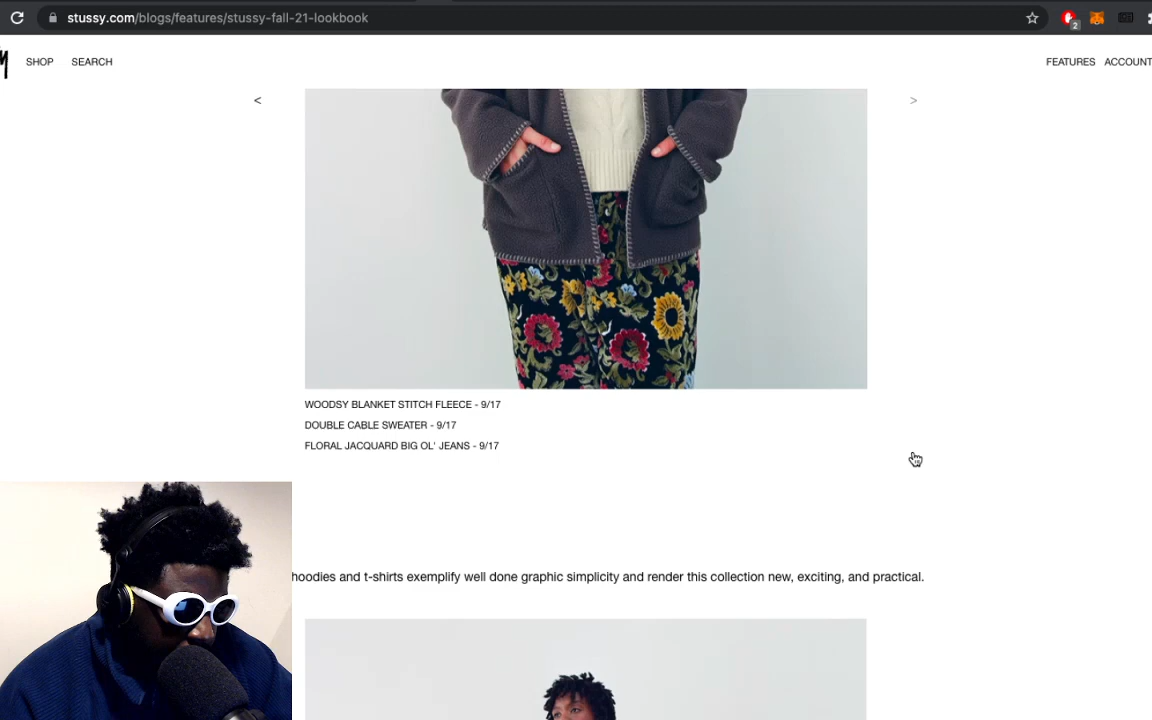 stussy.com/blogs/features/stussy-fall-21-lookbook
2
SHOP SEARCH FEATURES ACCOUNT
< >
WOODSY BLANKET STITCH FLEECE - 9/17
DOUBLE CABLE SWEATER - 9/17
FLORAL JACQUARD BIG OL' JEANS - 9/17
hoodies and t-shirts exemplify well done graphic simplicity and render this collection new, exciting, and practical.